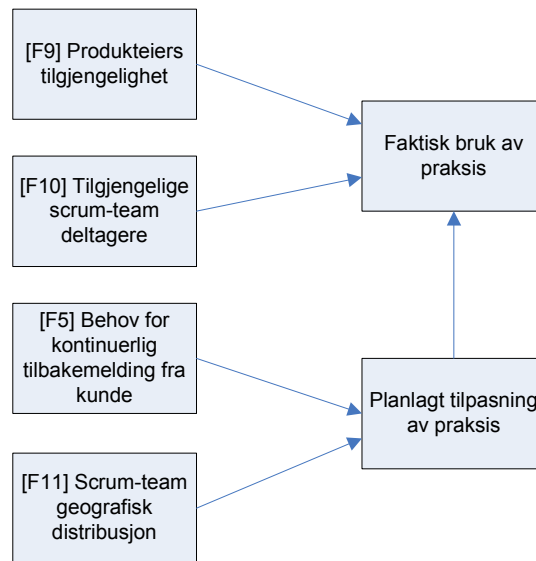 [F9] Produkteiers
tilgjengelighet
Faktisk bruk av
praksis
[F10] Tilgjengelige
scrum-team
deltagere
[F5] Behov for
kontinuerlig
tilbakemelding fra
kunde
Planlagt tilpasning
av praksis
[F11] Scrum-team
geografisk
distribusjon